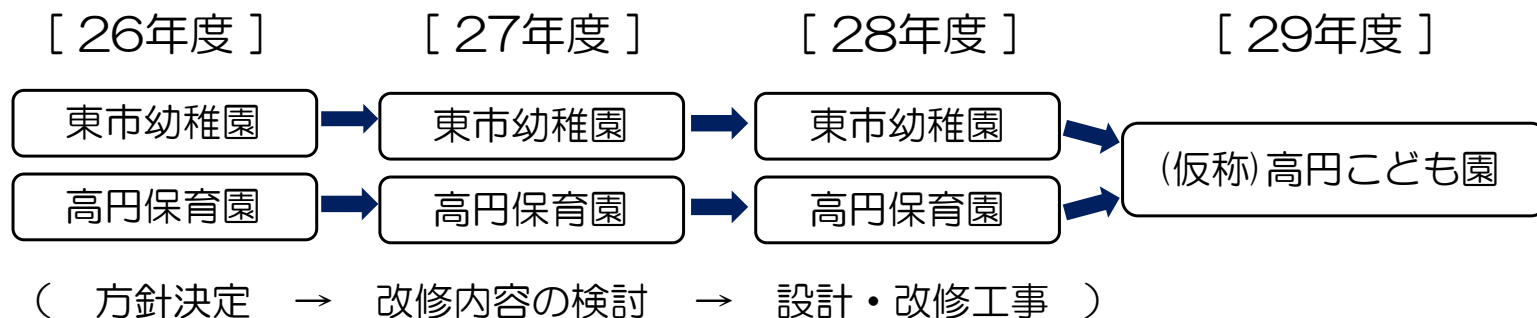 [ 26年度 ] [ 27年度 ] [ 28年度 ] [ 29年度 ]
東市幼稚園 東市幼稚園 東市幼稚園
(仮称)高円こども園
高円保育園 高円保育園 高円保育園
( 方針決定 → 改修内容の検討 → 設計・改修工事 )